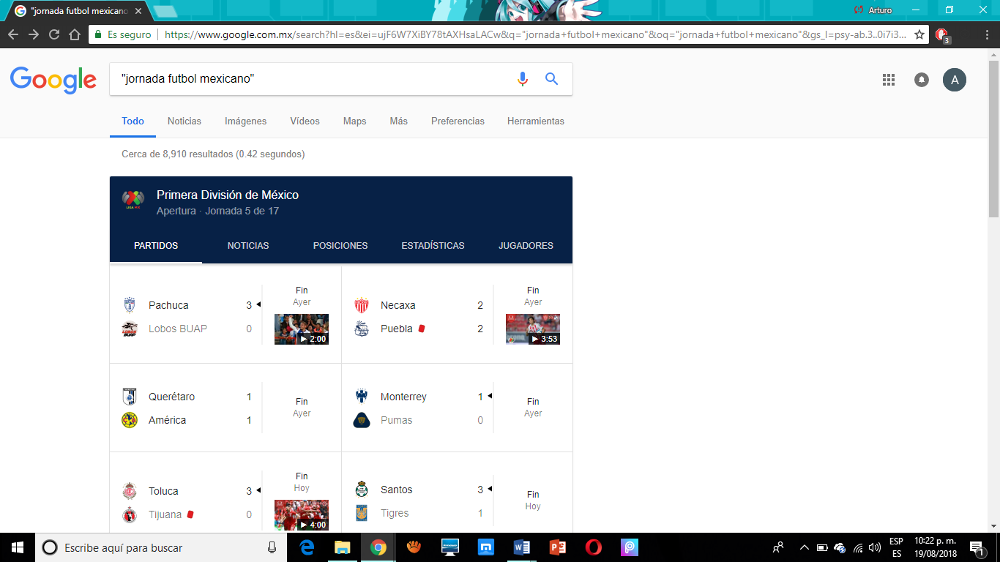 "jornada futbol mexicano
Arturo
Es seguro
https://www.google.com.mx/search?hl=es&ei=ujF6W7XiBY78tAXHsaLACw&q="jornada+futbol+mexicano"&oq="jornada+futbol+mexicano"&gs_l=psy-ab.3..0i7i3...
3
Google
"jornada futbol mexicano"
A
Todo Noticias Imágenes Vídeos Maps Más Preferencias Herramientas
Cerca de 8,910 resultados (0.42 segundos)
Primera División de México
Apertura · Jornada 5 de 17
LIGA MX
PARTIDOS NOTICIAS POSICIONES ESTADÍSTICAS JUGADORES
Pachuca 3
Lobos BUAP 0
Fin
Ayer
2:00
Necaxa 2
Puebla 2
Fin
Ayer
3:53
Querétaro 1
América 1
Fin
Ayer
Monterrey 1
Pumas 0
Fin
Ayer
Toluca 3
Tijuana 0
Fin
Hoy
4:00
Santos 3
Tigres 1
Fin
Hoy
Escribe aquí para buscar
ESP
ES
10:22 p. m.
19/08/2018
1